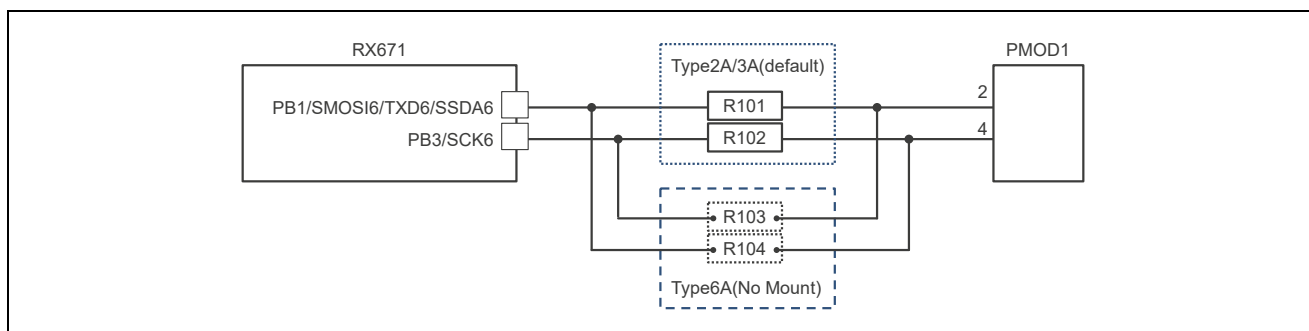 RX671
PMOD1
Type2A/3A(default)
PB1/SMOSI6/TXD6/SSDA6
R101
2
PB3/SCK6
R102
4
R103
R104
Type6A(No Mount)